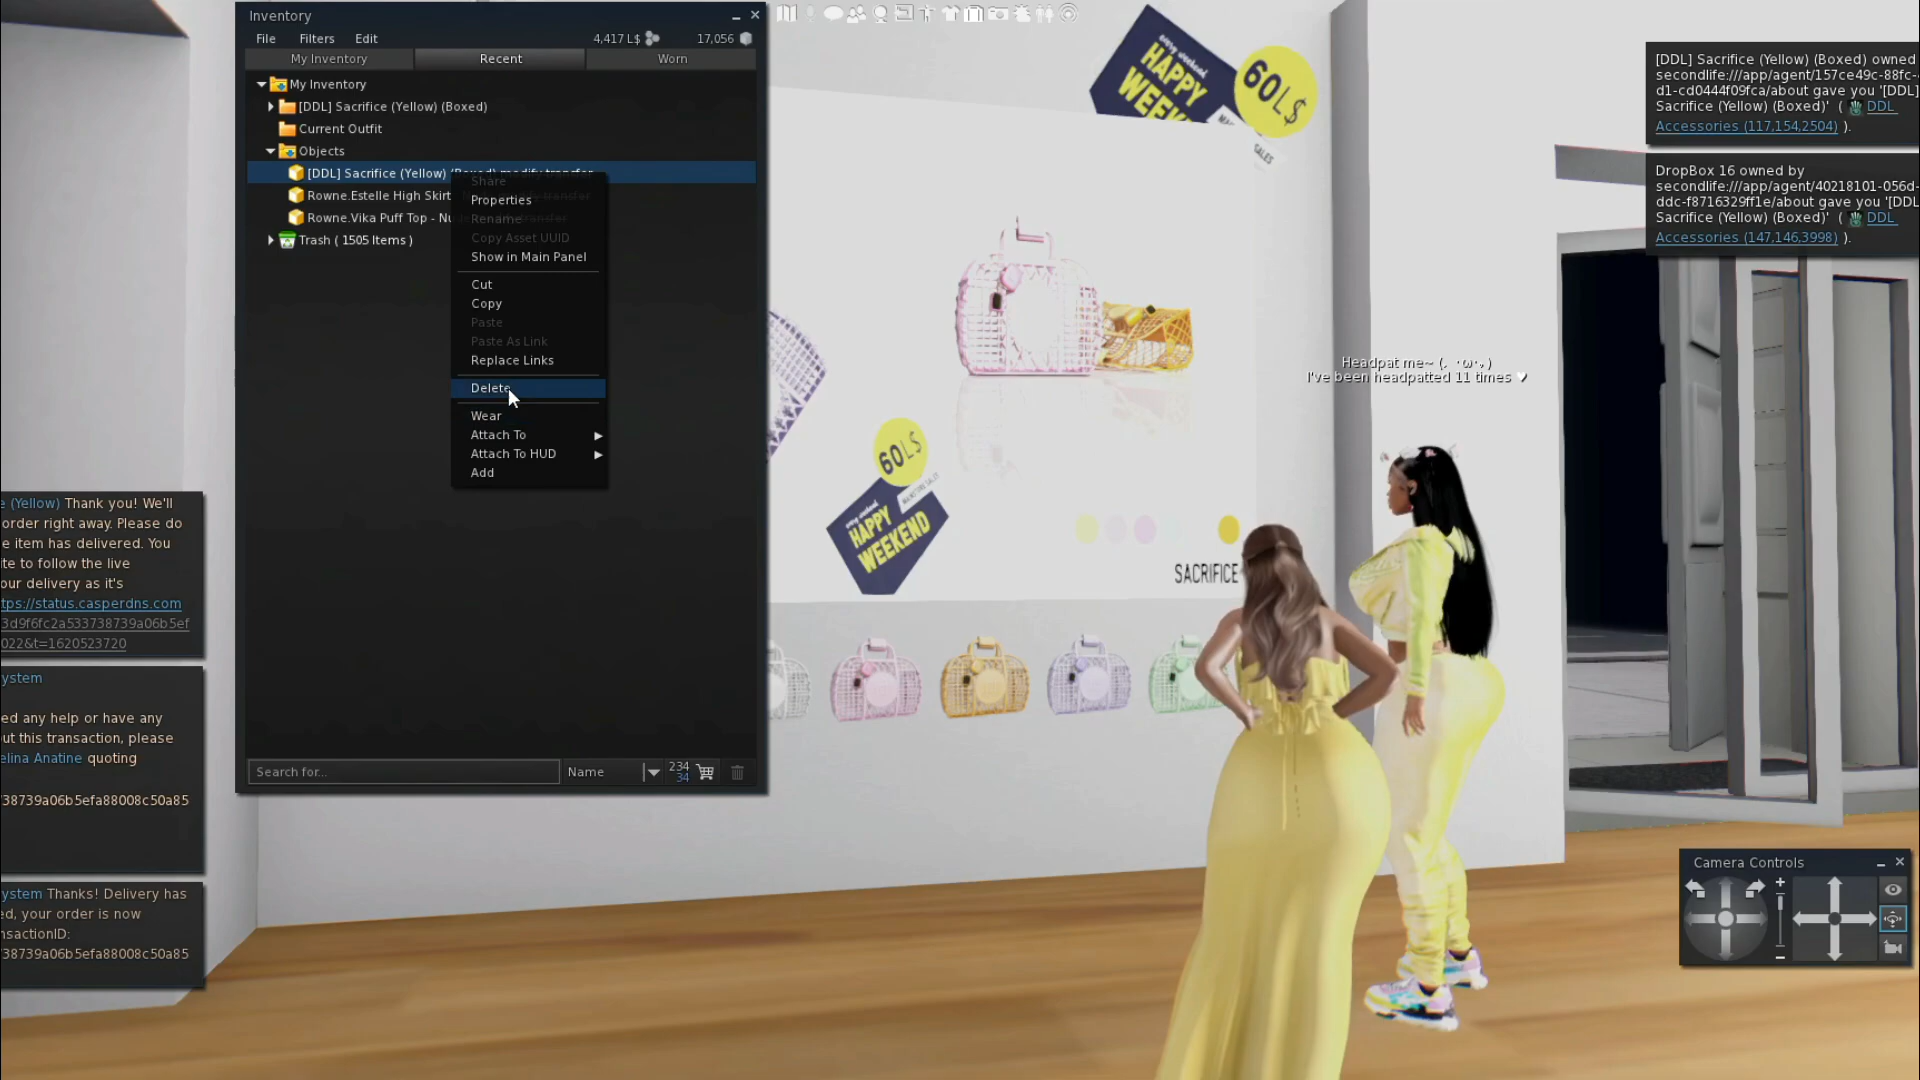 Inventory
File Filters Edit 4,417 L$ 17,056
My Inventory Recent Worn
My Inventory
[DDL] Sacrifice (Yellow) (Boxed)
Current Outfit
Objects
[DDL] Sacrifice (Yellow) (Boxed) modify transfer
Rowne.Estelle High Skirt
Rowne.Vika Puff Top - Nu
Trash ( 1505 Items )
Share
Properties
Rename
Copy Asset UUID
Show in Main Panel
Cut
Copy
Paste
Paste As Link
Replace Links
Delete
Wear
Attach To
Attach To HUD
Add
Search for... Name 234
34
e (Yellow) Thank you! We'll
order right away. Please do
e item has delivered. You
ite to follow the live
our delivery as it's
tps://status.casperdns.com
3d9f6fc2a533738739a06b5ef
022&t=1620523720
ystem
ed any help or have any
ut this transaction, please
elina Anatine quoting
738739a06b5efa88008c50a85
ystem Thanks! Delivery has
ed, your order is now
nsactionID:
738739a06b5efa88008c50a85
HAPPY
WEEKEND
60L$
SALES
60L$
HAPPY
WEEKEND
SACRIFICE
Headpat me~ (. ·ω·.)
I've been headpatted 11 times ♥
[DDL] Sacrifice (Yellow) (Boxed) owned
secondlife:///app/agent/157ce49c-88fc-
d1-cd0444f09fca/about gave you '[DDL]
Sacrifice (Yellow) (Boxed)' ( DDL
Accessories (117,154,2504) ).
DropBox 16 owned by
secondlife:///app/agent/40218101-056d-
ddc-f8716329ff1e/about gave you '[DDL
Sacrifice (Yellow) (Boxed)' ( DDL
Accessories (147,146,3998) ).
Camera Controls